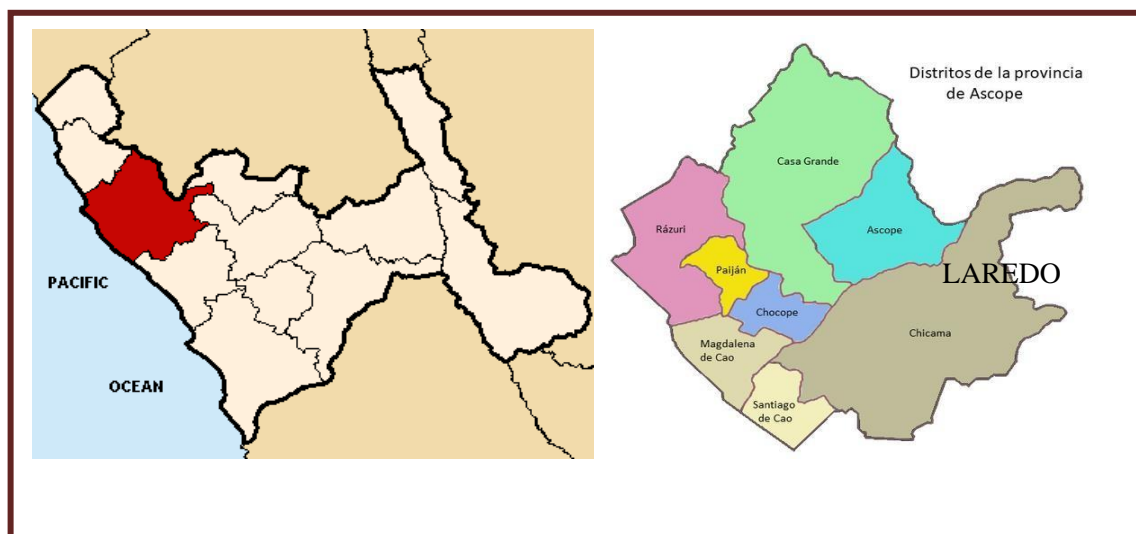 PACIFIC
OCEAN
Distritos de la provincia
de Ascope
Casa Grande
Rázuri
Ascope
Paiján
LAREDO
Chocope
Chicama
Magdalena
de Cao
Santiago
de Cao